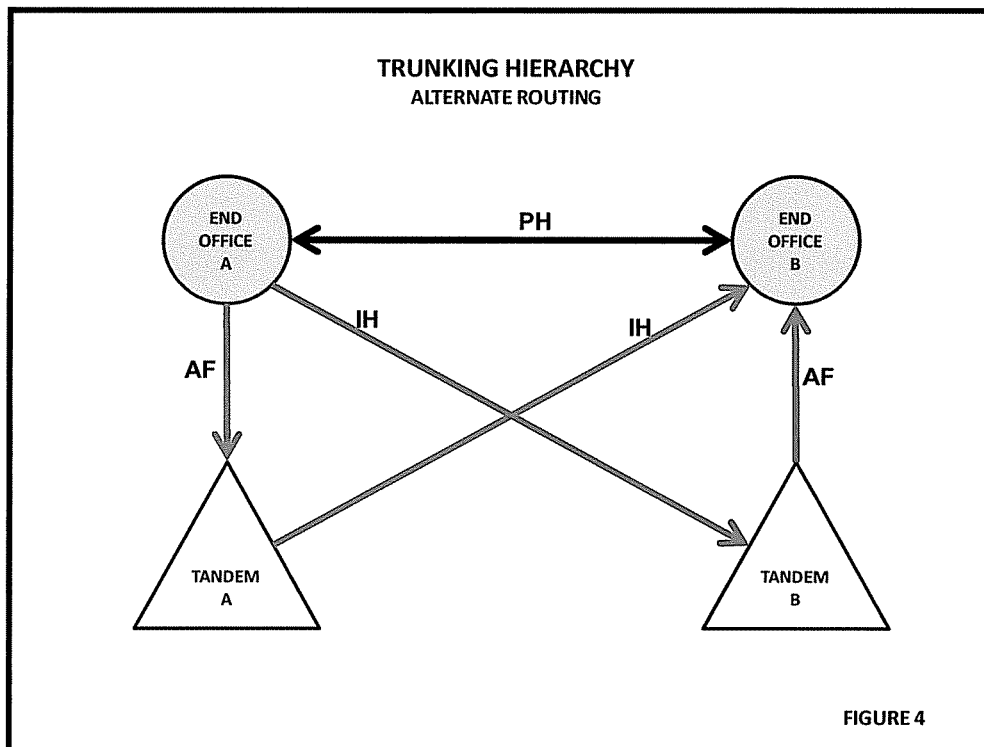 TRUNKING HIERARCHY
ALTERNATE ROUTING
END
OFFICE
A
PH
END
OFFICE
B
IH
IH
AF
AF
TANDEM
A
TANDEM
B
FIGURE 4